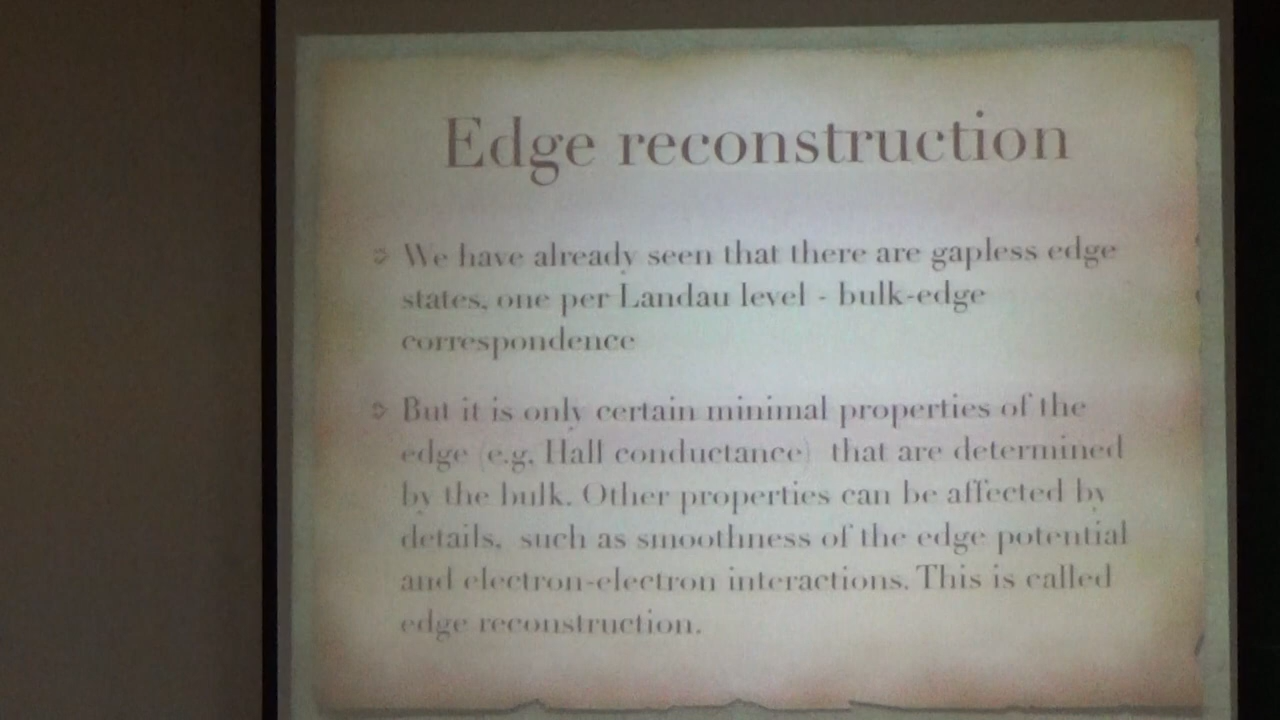 Edge reconstruction
We have already seen that there are gapless edge
states, one per Landau level - bulk-edge
correspondence
But it is only certain minimal properties of the
edge (e.g. Hall conductance) that are determined
by the bulk. Other properties can be affected by
details, such as smoothness of the edge potential
and electron-electron interactions. This is called
edge reconstruction.